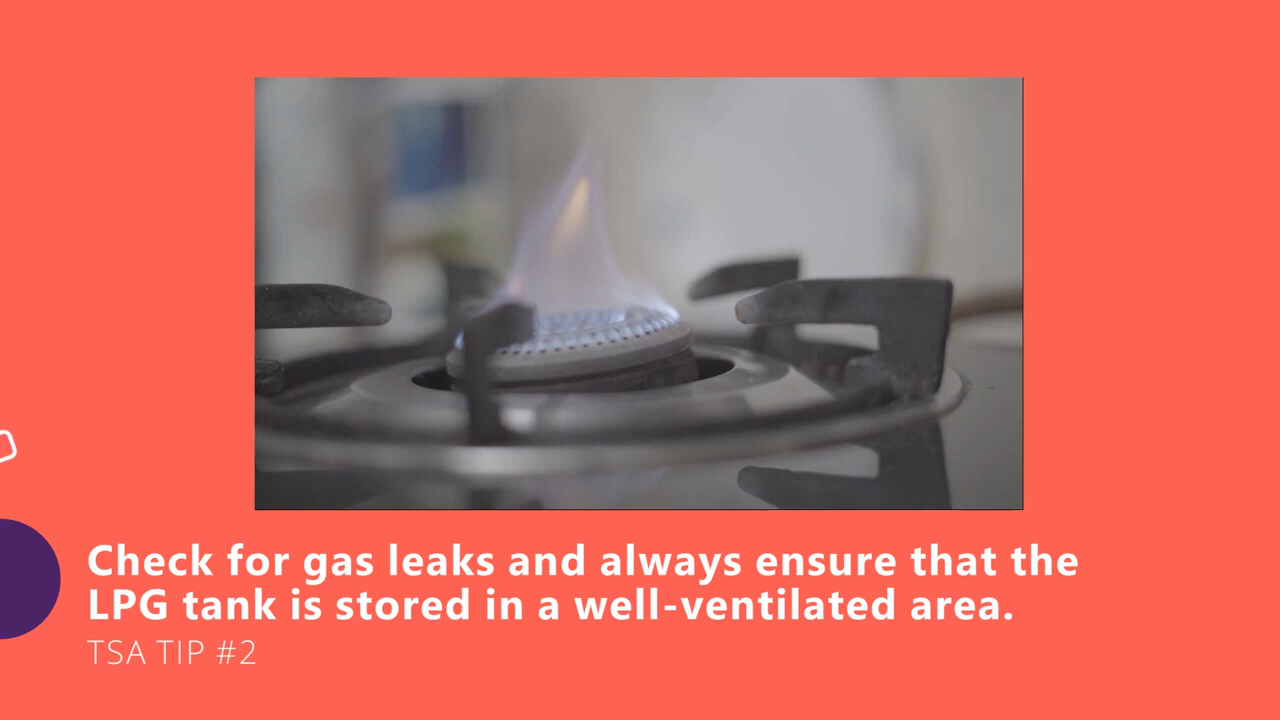 Check for gas leaks and always ensure that the
LPG tank is stored in a well-ventilated area.
TSA TIP #2